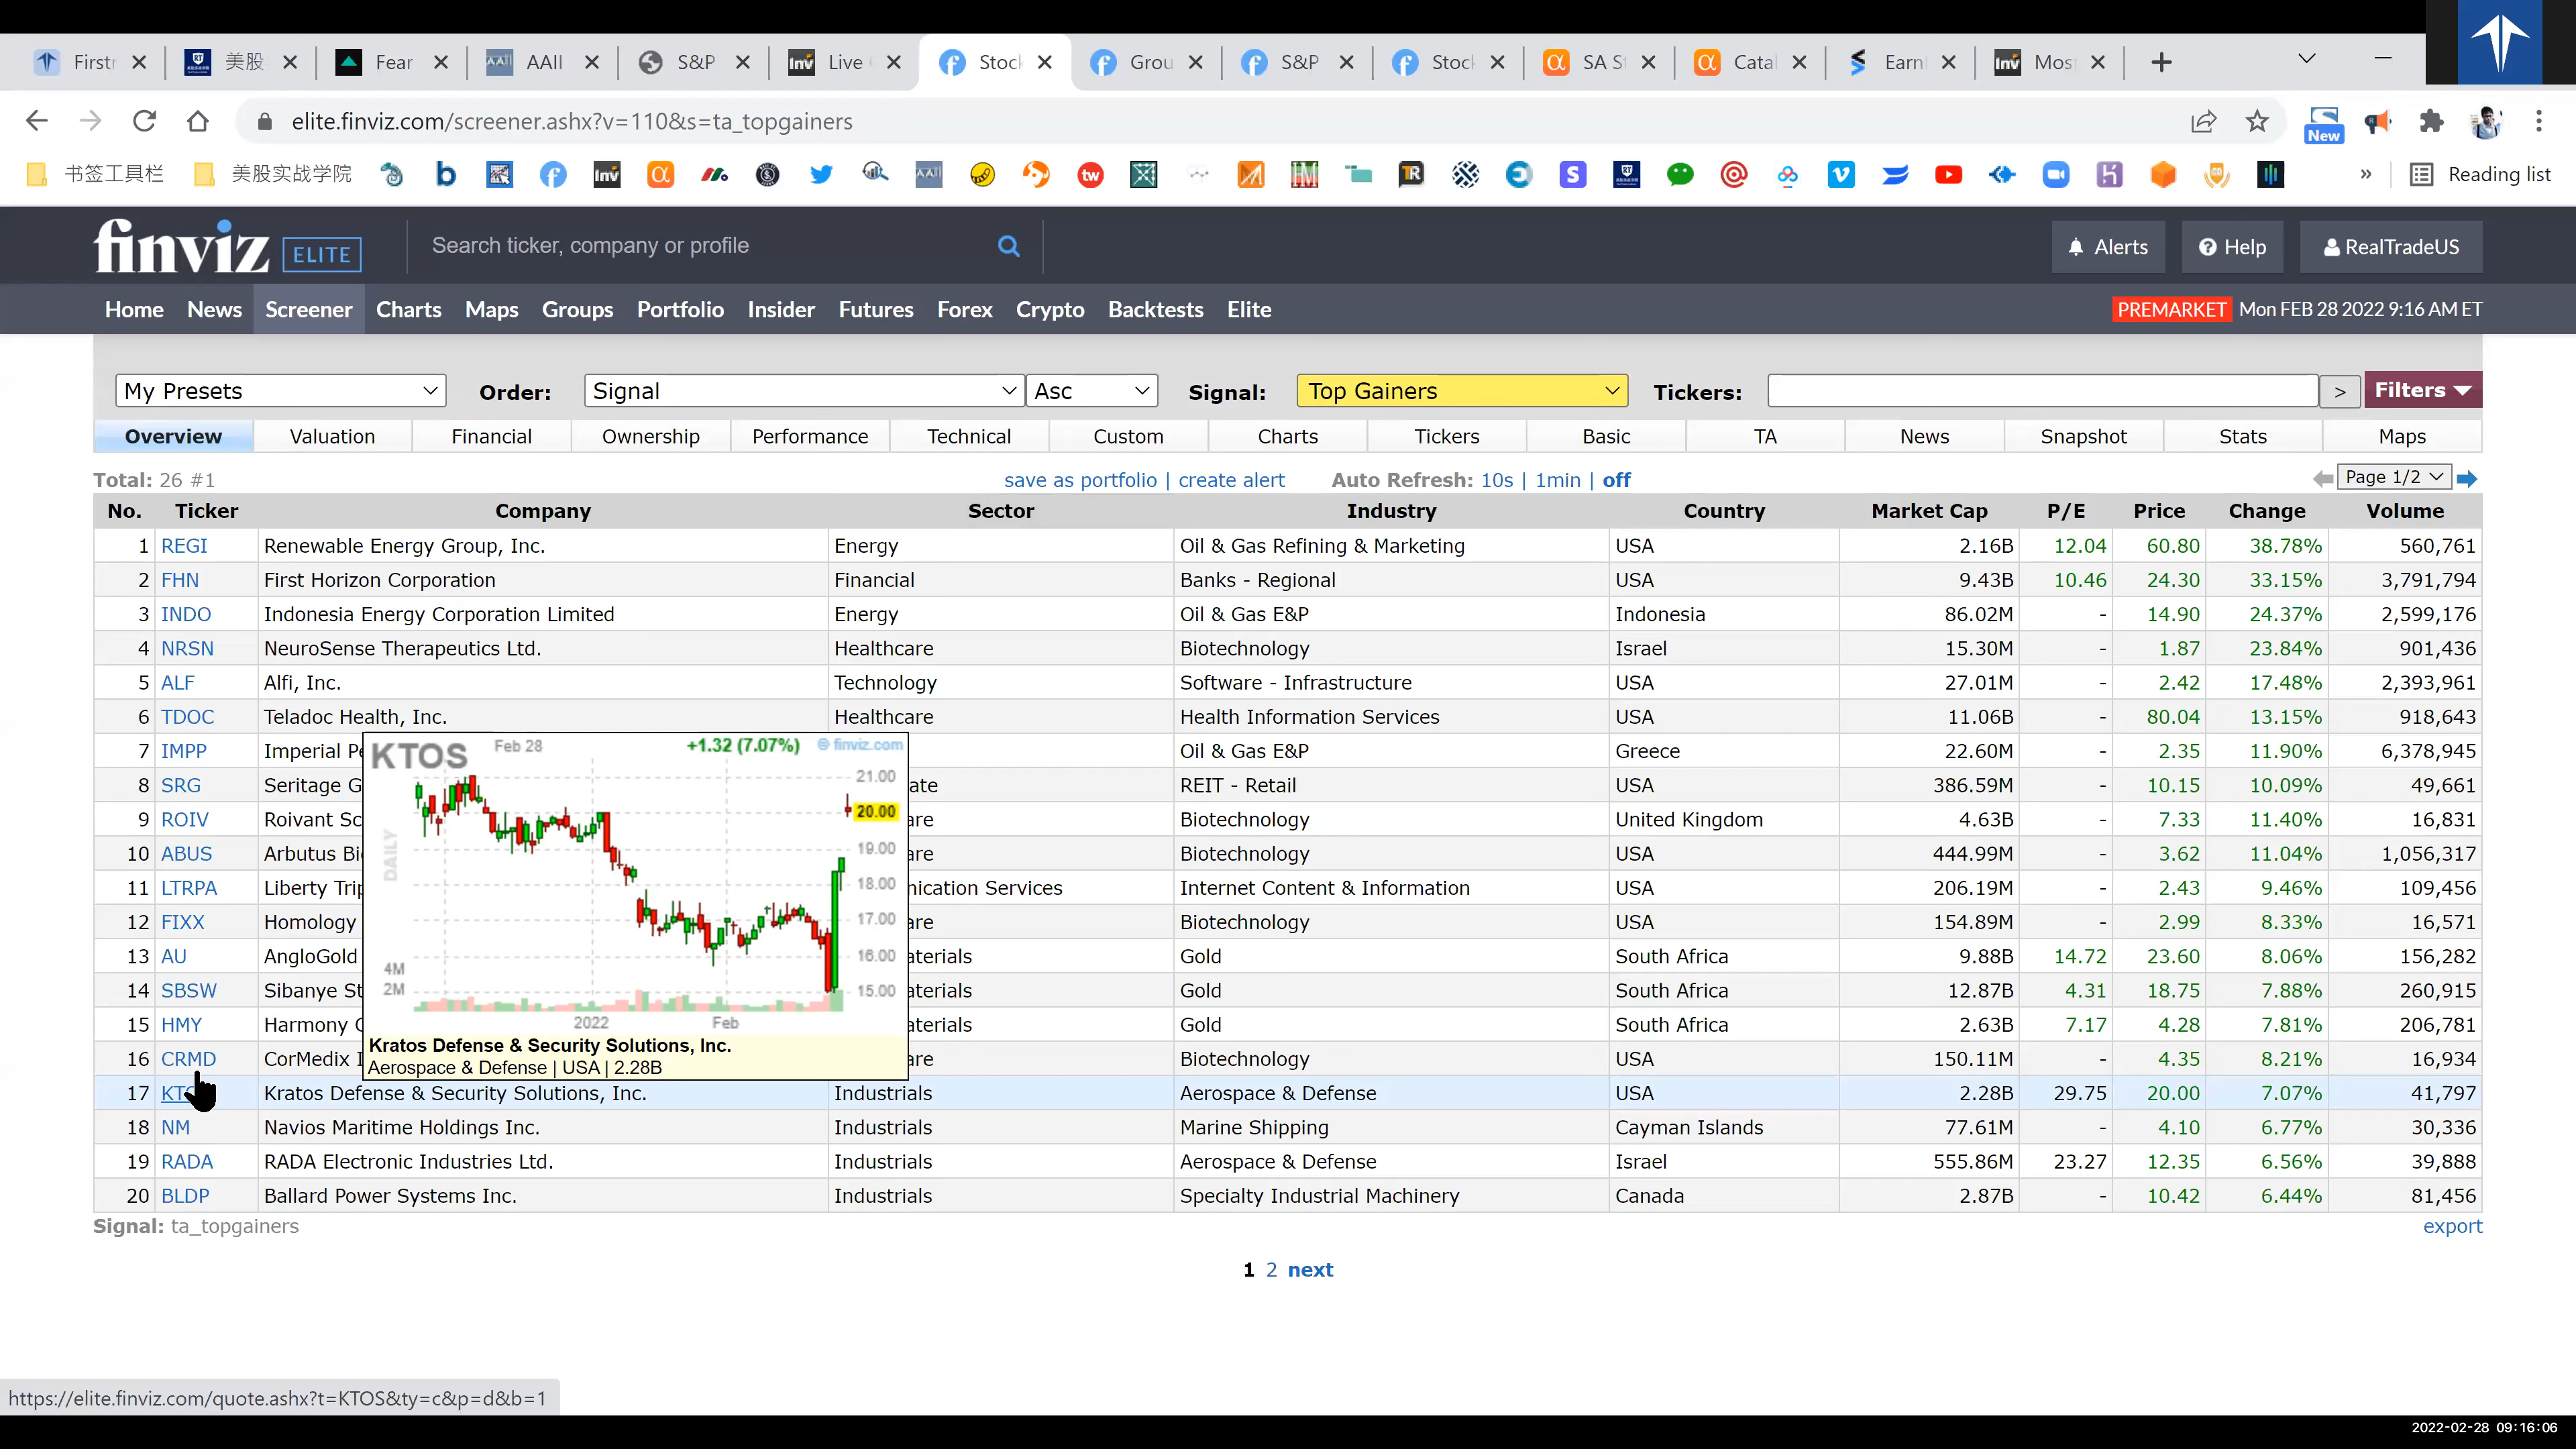 Firstr
美股
Fear
AAII
S&P
Live
Stock
Grou
S&P
Stock
SA St
Catal
Earn
Mos
elite.finviz.com/screener.ashx?v=110&s=ta_topgainers
New
书签工具栏 美股实战学院 » Reading list
finviz ELITE Search ticker, company or profile Alerts Help RealTradeUS
Home News Screener Charts Maps Groups Portfolio Insider Futures Forex Crypto Backtests Elite PREMARKET Mon FEB 28 2022 9:16 AM ET
My Presets Order: Signal Asc Signal: Top Gainers Tickers: > Filters
Overview Valuation Financial Ownership Performance Technical Custom Charts Tickers Basic TA News Snapshot Stats Maps
Total: 26 #1 save as portfolio | create alert Auto Refresh: 10s | 1min | off Page 1/2
No. Ticker Company Sector Industry Country Market Cap P/E Price Change Volume
1 REGI Renewable Energy Group, Inc. Energy Oil & Gas Refining & Marketing USA 2.16B 12.04 60.80 38.78% 560,761
2 FHN First Horizon Corporation Financial Banks - Regional USA 9.43B 10.46 24.30 33.15% 3,791,794
3 INDO Indonesia Energy Corporation Limited Energy Oil & Gas E&P Indonesia 86.02M - 14.90 24.37% 2,599,176
4 NRSN NeuroSense Therapeutics Ltd. Healthcare Biotechnology Israel 15.30M - 1.87 23.84% 901,436
5 ALF Alfi, Inc. Technology Software - Infrastructure USA 27.01M - 2.42 17.48% 2,393,961
6 TDOC Teladoc Health, Inc. Healthcare Health Information Services USA 11.06B - 80.04 13.15% 918,643
7 IMPP Imperial Pe Oil & Gas E&P Greece 22.60M - 2.35 11.90% 6,378,945
8 SRG Seritage G ate REIT - Retail USA 386.59M - 10.15 10.09% 49,661
9 ROIV Roivant Sc are Biotechnology United Kingdom 4.63B - 7.33 11.40% 16,831
10 ABUS Arbutus Bi are Biotechnology USA 444.99M - 3.62 11.04% 1,056,317
11 LTRPA Liberty Trip nication Services Internet Content & Information USA 206.19M - 2.43 9.46% 109,456
12 FIXX Homology are Biotechnology USA 154.89M - 2.99 8.33% 16,571
13 AU AngloGold aterials Gold South Africa 9.88B 14.72 23.60 8.06% 156,282
14 SBSW Sibanye St aterials Gold South Africa 12.87B 4.31 18.75 7.88% 260,915
15 HMY Harmony G aterials Gold South Africa 2.63B 7.17 4.28 7.81% 206,781
16 CRMD CorMedix I are Biotechnology USA 150.11M - 4.35 8.21% 16,934
17 KTOS Kratos Defense & Security Solutions, Inc. Industrials Aerospace & Defense USA 2.28B 29.75 20.00 7.07% 41,797
18 NM Navios Maritime Holdings Inc. Industrials Marine Shipping Cayman Islands 77.61M - 4.10 6.77% 30,336
19 RADA RADA Electronic Industries Ltd. Industrials Aerospace & Defense Israel 555.86M 23.27 12.35 6.56% 39,888
20 BLDP Ballard Power Systems Inc. Industrials Specialty Industrial Machinery Canada 2.87B - 10.42 6.44% 81,456
KTOS Feb 28 +1.32 (7.07%) © finviz.com
DAILY
21.00
20.00
19.00
18.00
17.00
16.00
15.00
4M
2M
2022 Feb
Kratos Defense & Security Solutions, Inc.
Aerospace & Defense | USA | 2.28B
Signal: ta_topgainers export
1 2 next
https://elite.finviz.com/quote.ashx?t=KTOS&ty=c&p=d&b=1
2022-02-28 09:16:06